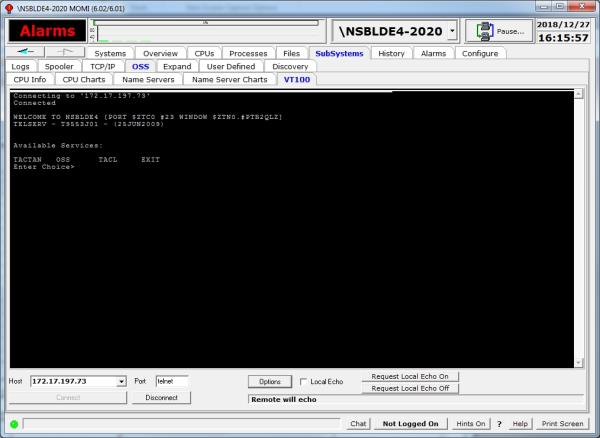 \NSBLDE4-2020 MOMI (6.02/6.01)
Alarms
\NSBLDE4-2020
Pause...
2018/12/27
16:15:57
Systems Overview CPUs Processes Files SubSystems History Alarms Configure
Logs Spooler TCP/IP OSS Expand User Defined Discovery
CPU Info CPU Charts Name Servers Name Server Charts VT100
Connecting to '172.17.197.73'
Connected
WELCOME TO NSBLDE4 [PORT $ZTC0 #23 WINDOW $ZTN0.#PTB2QLZ]
TELSERV - T9553J01 - (25JUN2009)
Available Services:
TACTAN OSS TACL EXIT
Enter Choice>
Host 172.17.197.73 Port telnet Options Local Echo Request Local Echo On
Request Local Echo Off
Connect Disconnect
Remote will echo
Chat Not Logged On Hints On ? Help Print Screen